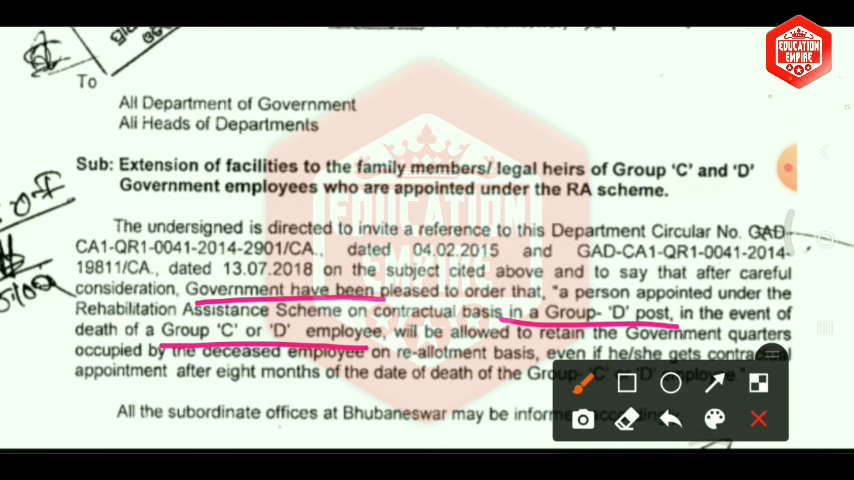 EDUCATION
EMPIRE
To
All Department of Government
All Heads of Departments
Sub: Extension of facilities to the family members/ legal heirs of Group 'C' and 'D'
Government employees who are appointed under the RA scheme.
The undersigned is directed to invite a reference to this Department Circular No. GAD-
CA1-QR1-0041-2014-2901/CA., dated 04.02.2015 and GAD-CA1-QR1-0041-2014-
19811/CA., dated 13.07.2018 on the subject cited above and to say that after careful
consideration, Government have been pleased to order that, "a person appointed under the
Rehabilitation Assistance Scheme on contractual basis in a Group- 'D' post, in the event of
death of a Group 'C' or 'D' employee, will be allowed to retain the Government quarters
occupied by the deceased employee on re-allotment basis, even if he/she gets contractual
appointment after eight months of the date of death of the Group- 'C' or 'D' employee."
All the subordinate offices at Bhubaneswar may be informed accordingly.
EDUCATION
EMPIRE